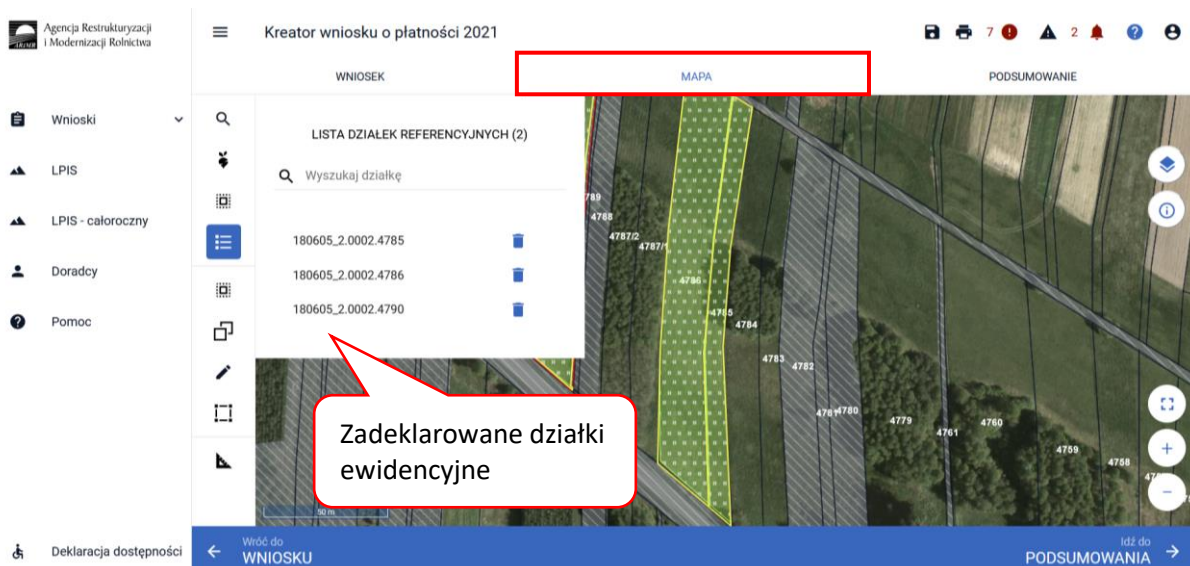 Agencja Restrukturyzacji
i Modernizacji Rolnictwa
ARiMR
Kreator wniosku o płatności 2021
7
2
WNIOSEK
MAPA
PODSUMOWANIE
Wnioski
LPIS
LPIS - całoroczny
Doradcy
Pomoc
LISTA DZIAŁEK REFERENCYJNYCH (2)
Wyszukaj działkę
180605_2.0002.4785
180605_2.0002.4786
180605_2.0002.4790
789
4788
4787/2
4787/1
4786
4785
4784
4783
4782
4781
4780
4779
4761
4760
4759
4758
Zadeklarowane działki
ewidencyjne
50 m
Deklaracja dostępności
Wróć do
WNIOSKU
Idź do
PODSUMOWANIA